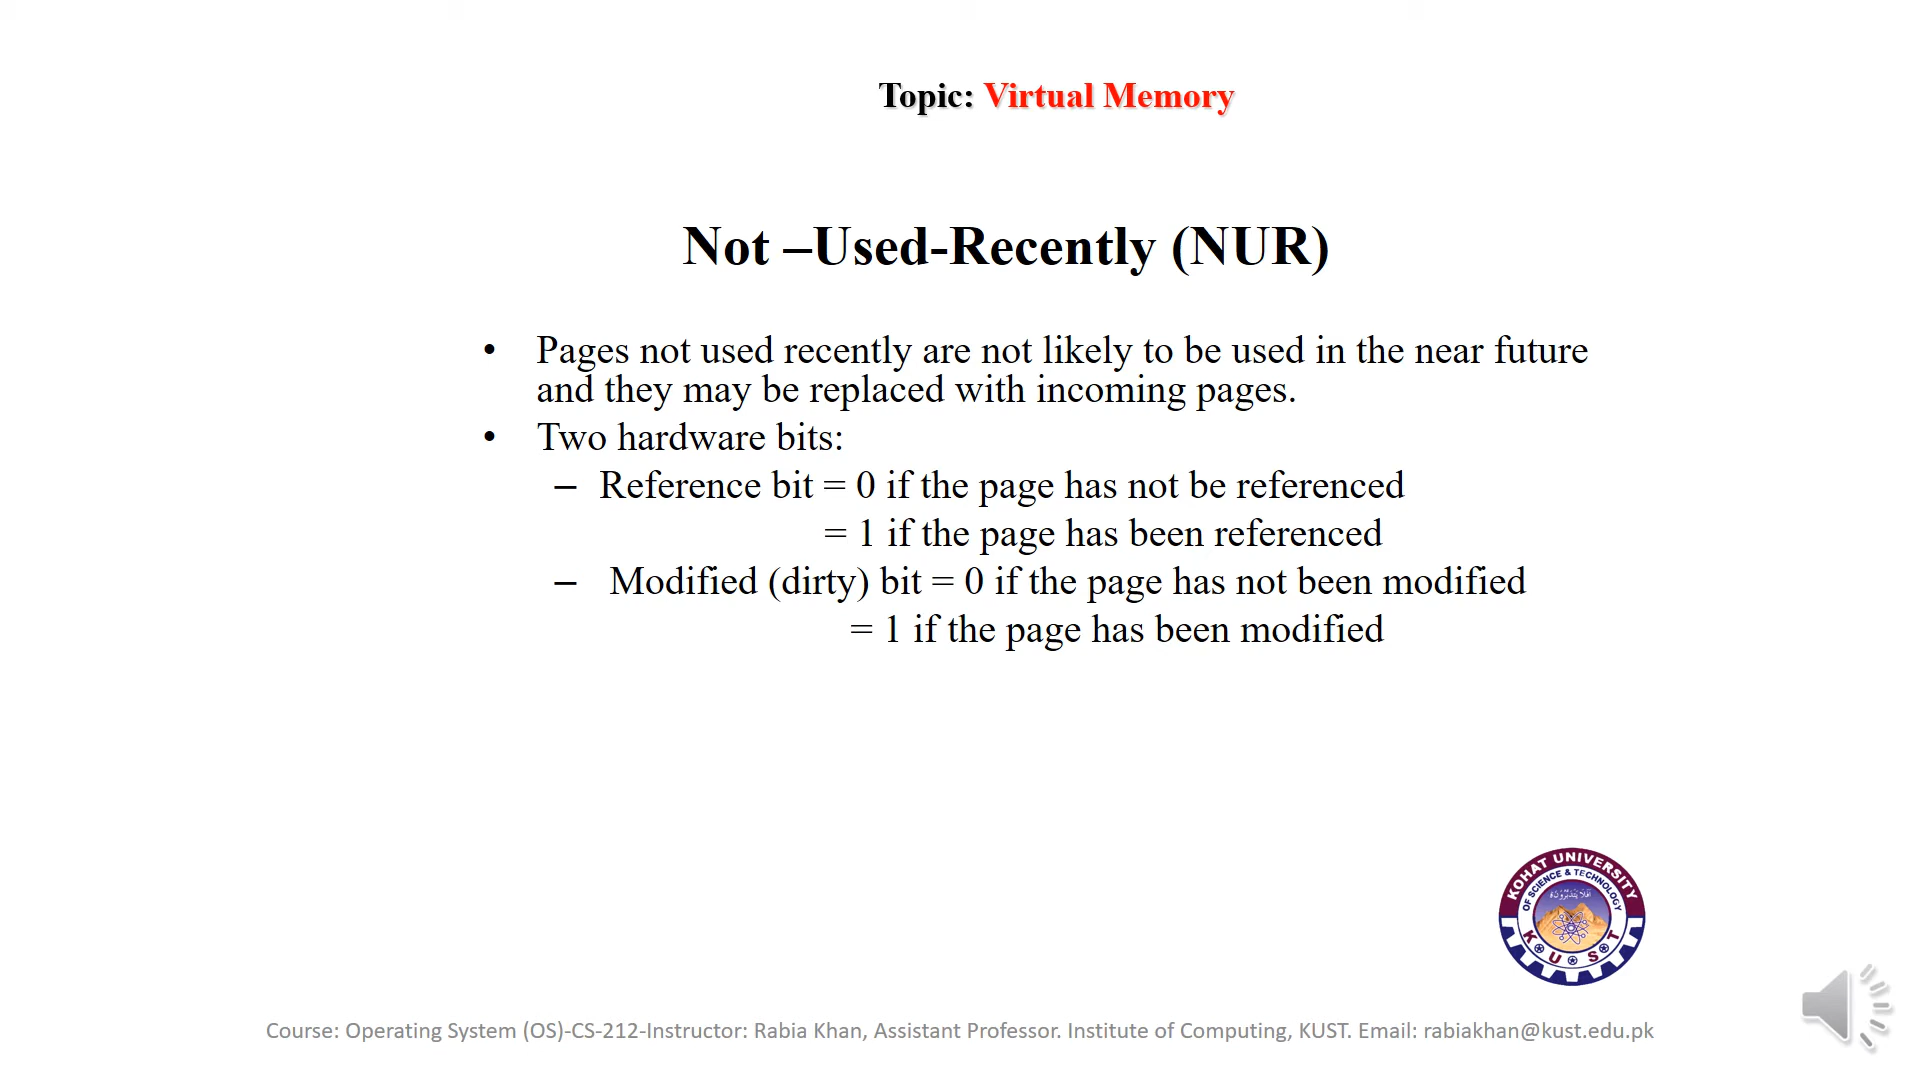 Topic: Virtual Memory
Not –Used-Recently (NUR)
• Pages not used recently are not likely to be used in the near future
and they may be replaced with incoming pages.
• Two hardware bits:
– Reference bit = 0 if the page has not be referenced
= 1 if the page has been referenced
– Modified (dirty) bit = 0 if the page has not been modified
= 1 if the page has been modified
KOHAT UNIVERSITY
OF SCIENCE & TECHNOLOGY
K U S T
Course: Operating System (OS)-CS-212-Instructor: Rabia Khan, Assistant Professor. Institute of Computing, KUST. Email: rabiakhan@kust.edu.pk